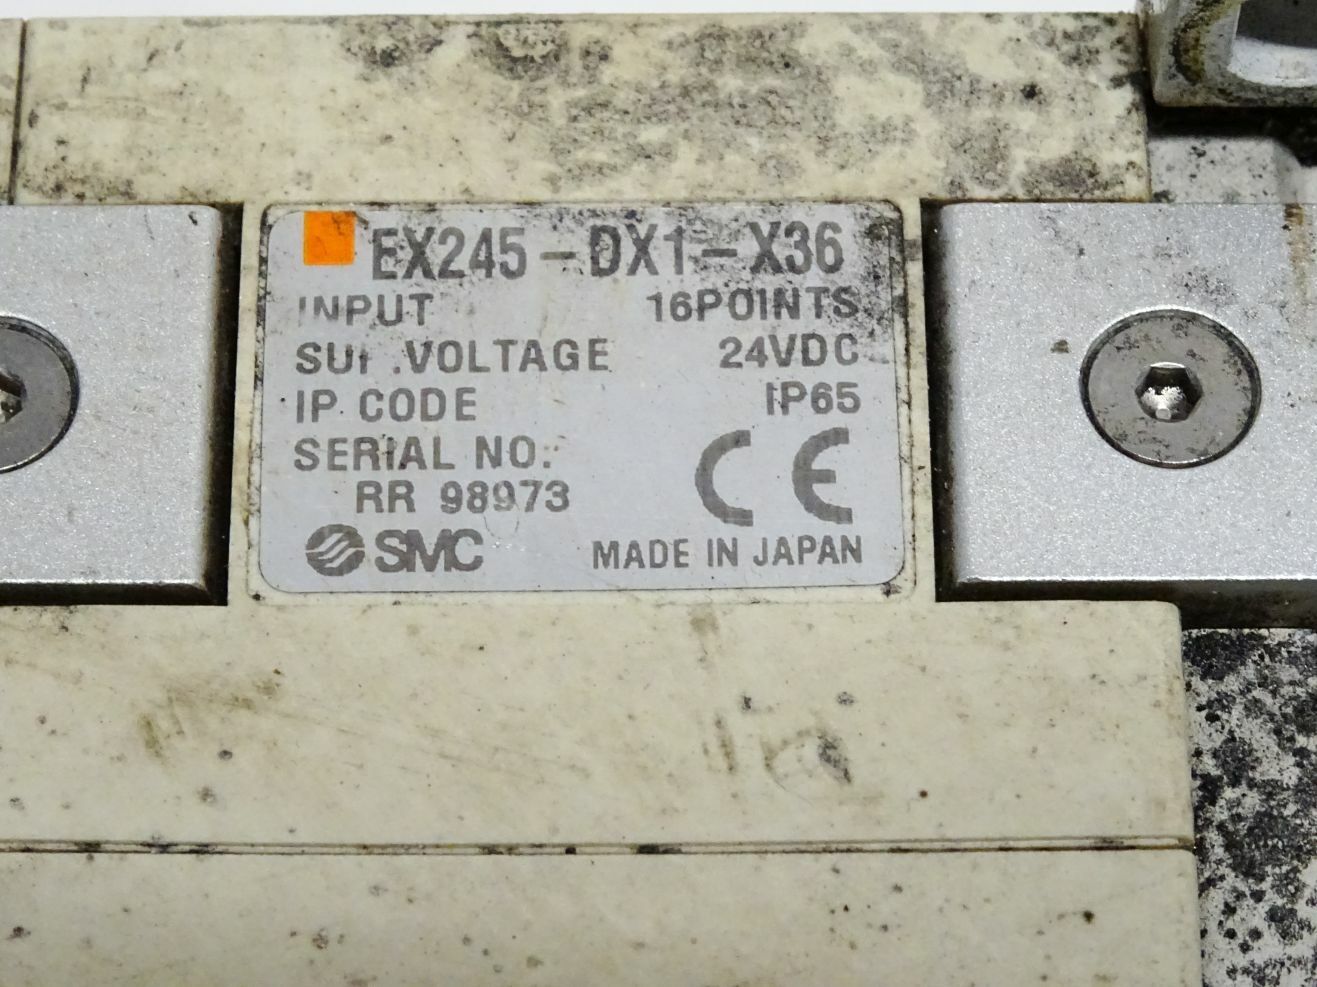 EX245-DX1-X36
INPUT 16POINTS
SUP.VOLTAGE 24VDC
IP CODE IP65
SERIAL NO.
RR 98973
CE
SMC MADE IN JAPAN